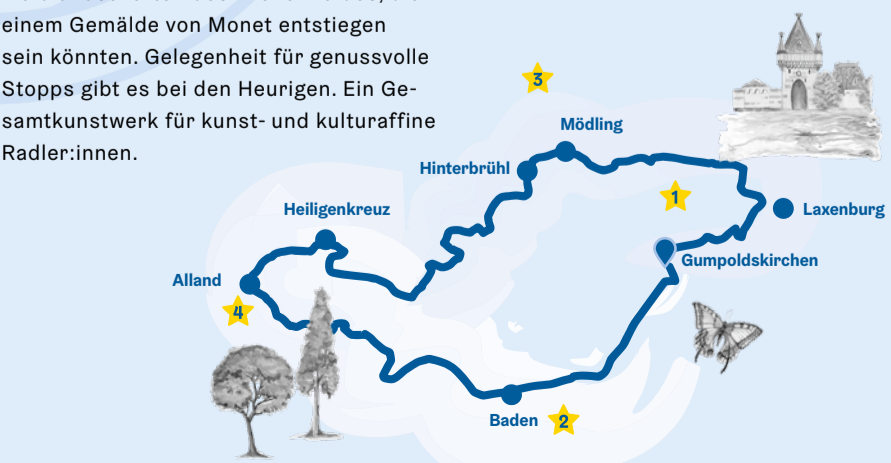 einem Gemälde von Monet entstiegen
sein könnten. Gelegenheit für genussvolle
Stopps gibt es bei den Heurigen. Ein Ge-
samtkunstwerk für kunst- und kulturaffine
Radler:innen.
3
Mödling
Hinterbrühl
1
Laxenburg
Heiligenkreuz
Gumpoldskirchen
Alland
4
Baden
2